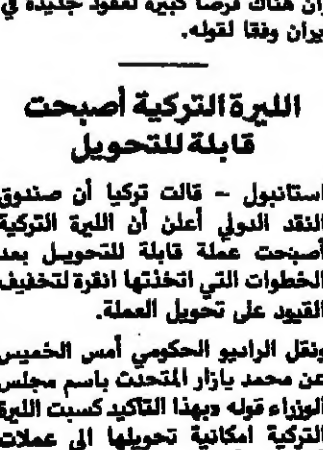 ان هناك فرصا كبيرة لعقود جديدة في
يران وفقا لقوله.
الليرة التركية أصبحت
قابلة للتحويل
استانبول – قالت تركيا أن صندوق
النقد الدولي أعلن أن الليرة التركية
أصبحت عملة قابلة للتحويل بعد
الخطوات التي اتخذتها انقرة لتخفيف
القيود على تحويل العملة.
ونقل الراديو الحكومي أمس الخميس
عن محمد يازار المتحدث باسم مجلس
الوزراء قوله «بهذا التاكيد كسبت الليرة
التركية امكانية تحويلها الى عملات